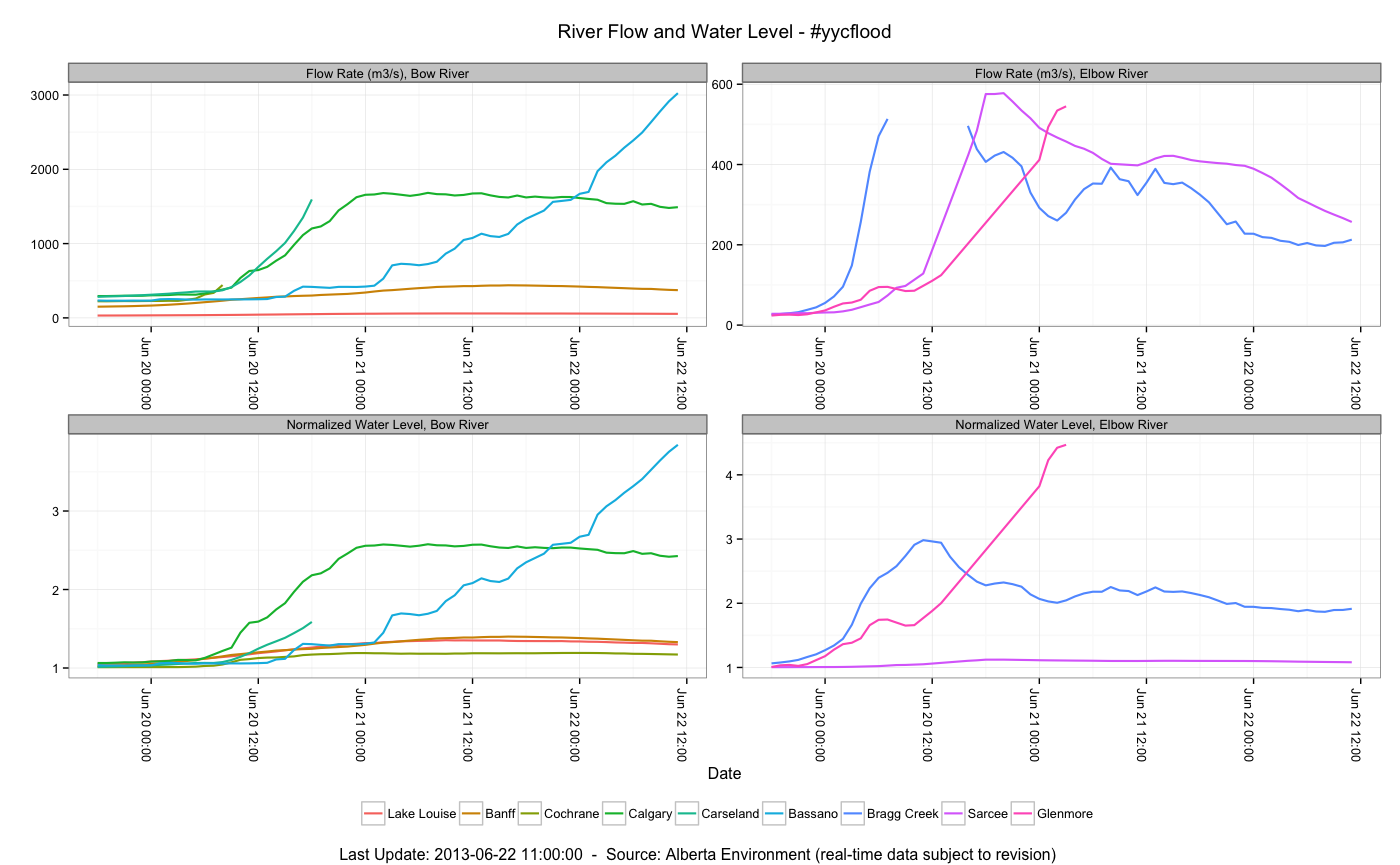 River Flow and Water Level - #yycflood
Flow Rate (m3/s), Bow River
Flow Rate (m3/s), Elbow River
3000
2000
1000
0
600
400
200
0
Jun 20 00:00
Jun 20 12:00
Jun 21 00:00
Jun 21 12:00
Jun 22 00:00
Jun 22 12:00
Jun 20 00:00
Jun 20 12:00
Jun 21 00:00
Jun 21 12:00
Jun 22 00:00
Jun 22 12:00
Normalized Water Level, Bow River
Normalized Water Level, Elbow River
3
2
1
4
3
2
1
Jun 20 00:00
Jun 20 12:00
Jun 21 00:00
Jun 21 12:00
Jun 22 00:00
Jun 22 12:00
Jun 20 00:00
Jun 20 12:00
Jun 21 00:00
Jun 21 12:00
Jun 22 00:00
Jun 22 12:00
Date
Lake Louise Banff Cochrane Calgary Carseland Bassano Bragg Creek Sarcee Glenmore
Last Update: 2013-06-22 11:00:00 - Source: Alberta Environment (real-time data subject to revision)